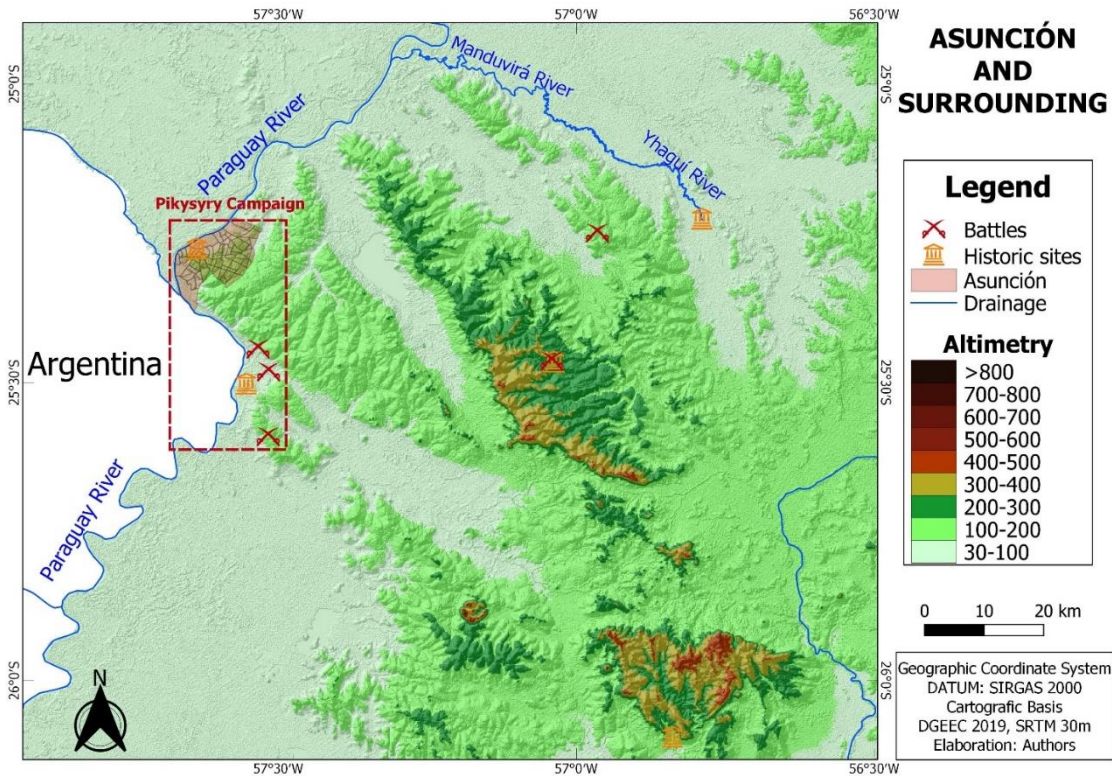 57°30'W
57°0'W
56°30'W
ASUNCIÓN
AND
SURROUNDING
Manduvirá River
25°0'S
25°0'S
Paraguay River
Yhaguí River
Pikysyry Campaign
Legend
Battles
Historic sites
Asunción
Drainage
Argentina
25°30'S
25°30'S
Altimetry
>800
700-800
600-700
500-600
400-500
300-400
200-300
100-200
30-100
Paraguay River
0 10 20 km
26°0'S
26°0'S
N
Geographic Coordinate System
DATUM: SIRGAS 2000
Cartografic Basis
DGEEC 2019, SRTM 30m
Elaboration: Authors
57°30'W
57°0'W
56°30'W